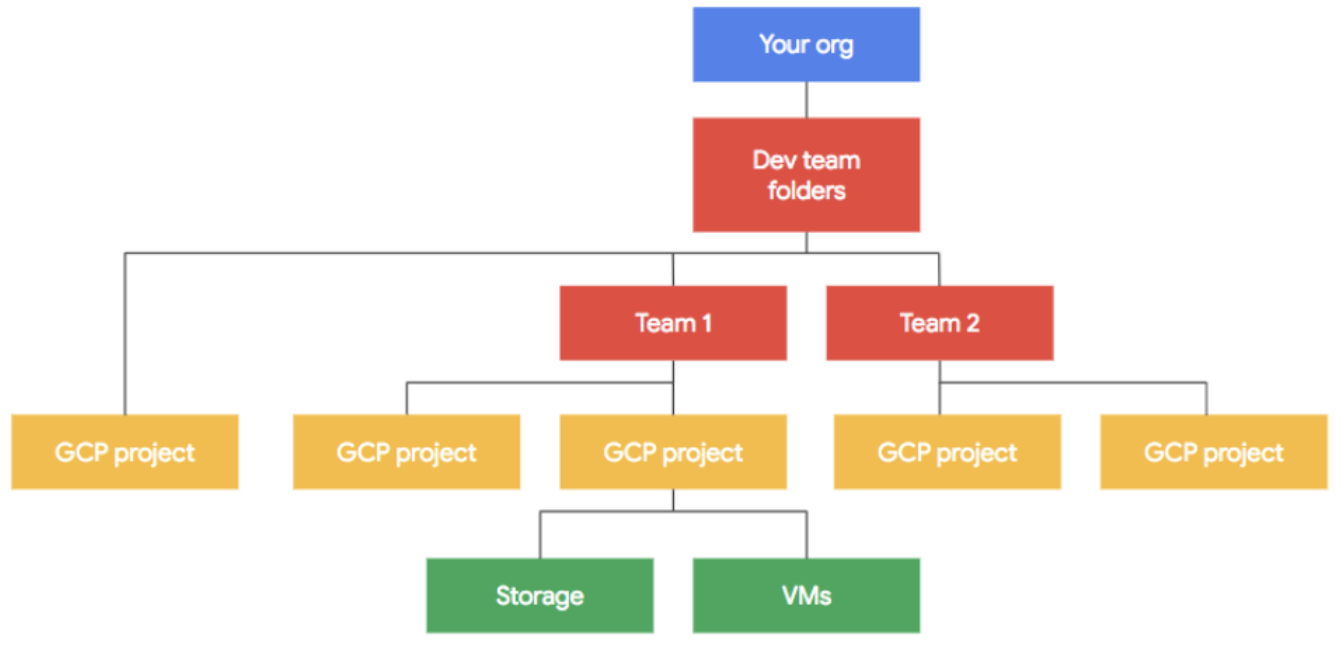 Your org
Dev team
folders
Team 1
Team 2
GCP project
GCP project
GCP project
GCP project
GCP project
Storage
VMs